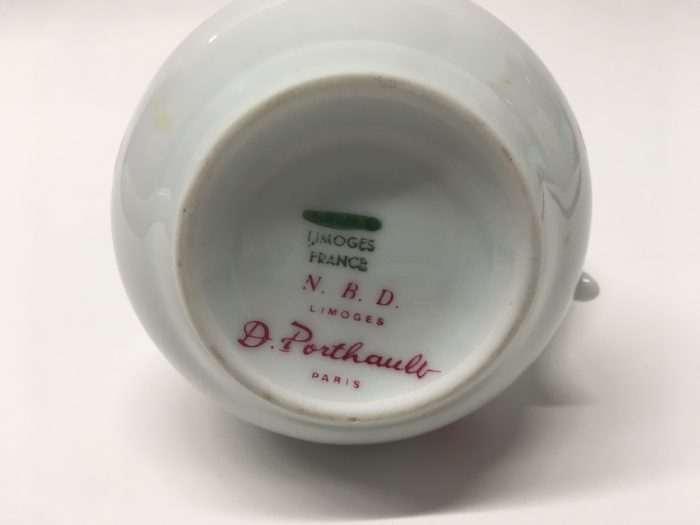 LIMOGES
FRANCE
N. B. D.
LIMOGES
D. Porthault
PARIS